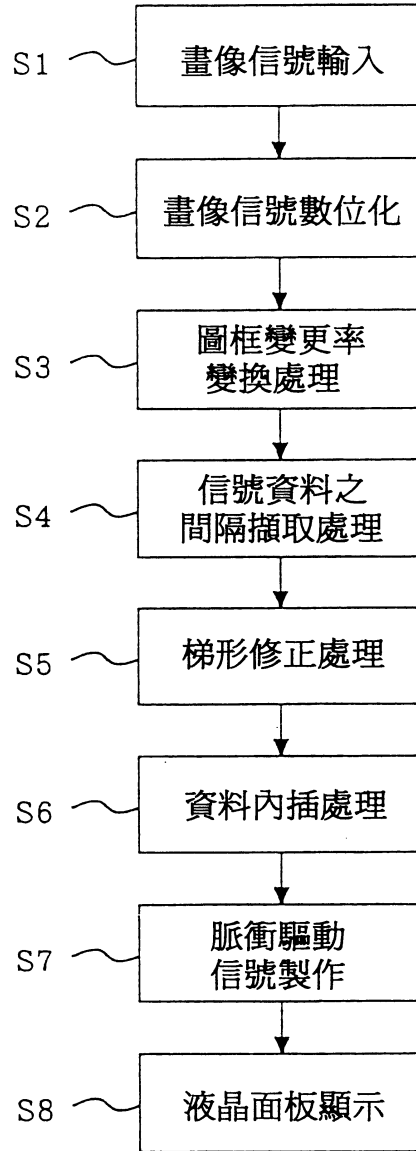 S1
畫像信號輸入
S2
畫像信號數位化
S3
圖框變更率
變換處理
S4
信號資料之
間隔擷取處理
S5
梯形修正處理
S6
資料內插處理
S7
脈衝驅動
信號製作
S8
液晶面板顯示